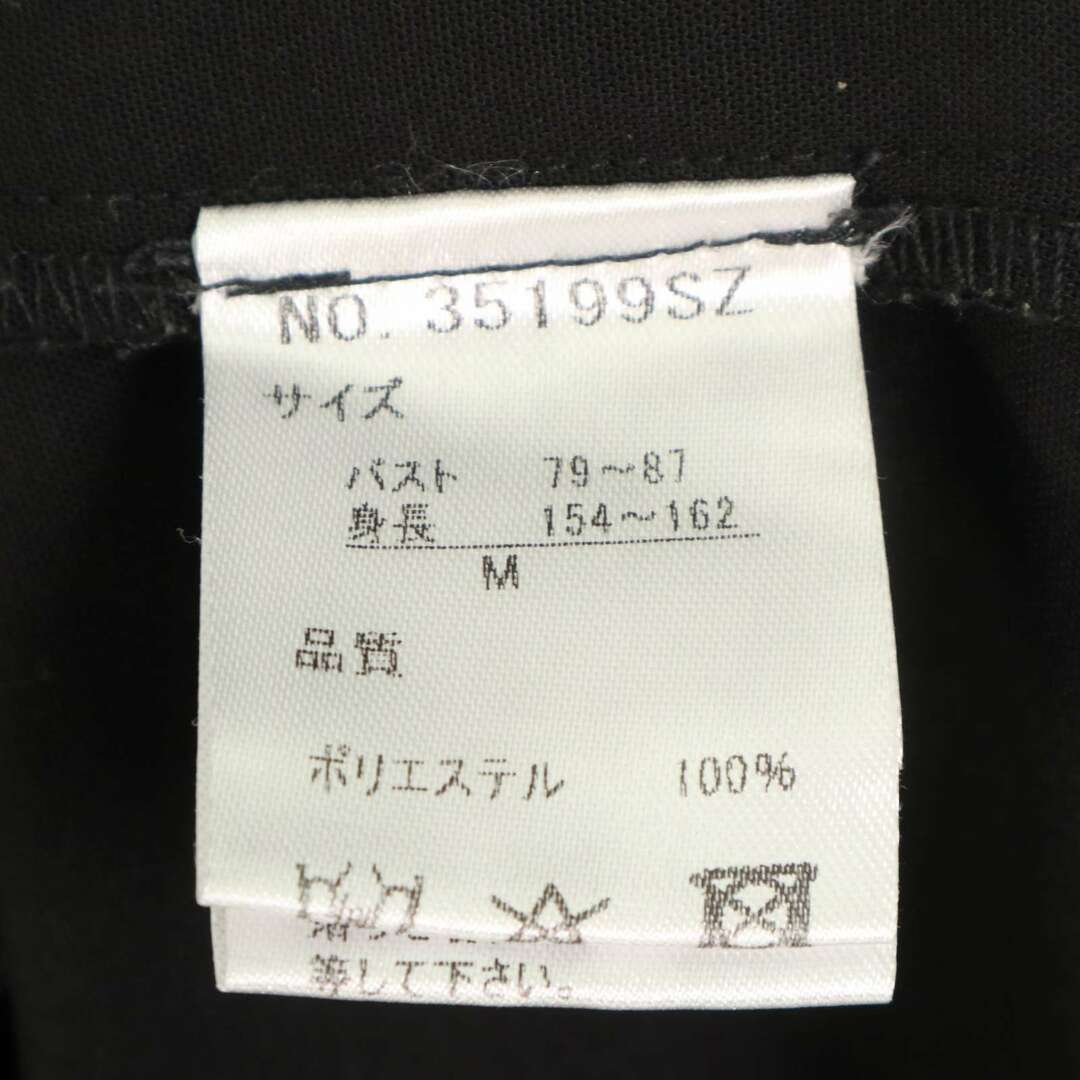 NO. 35199SZ
サイズ
バスト 79～87
身長 154～162
M
品質
ポリエステル 100%
等して下さい。